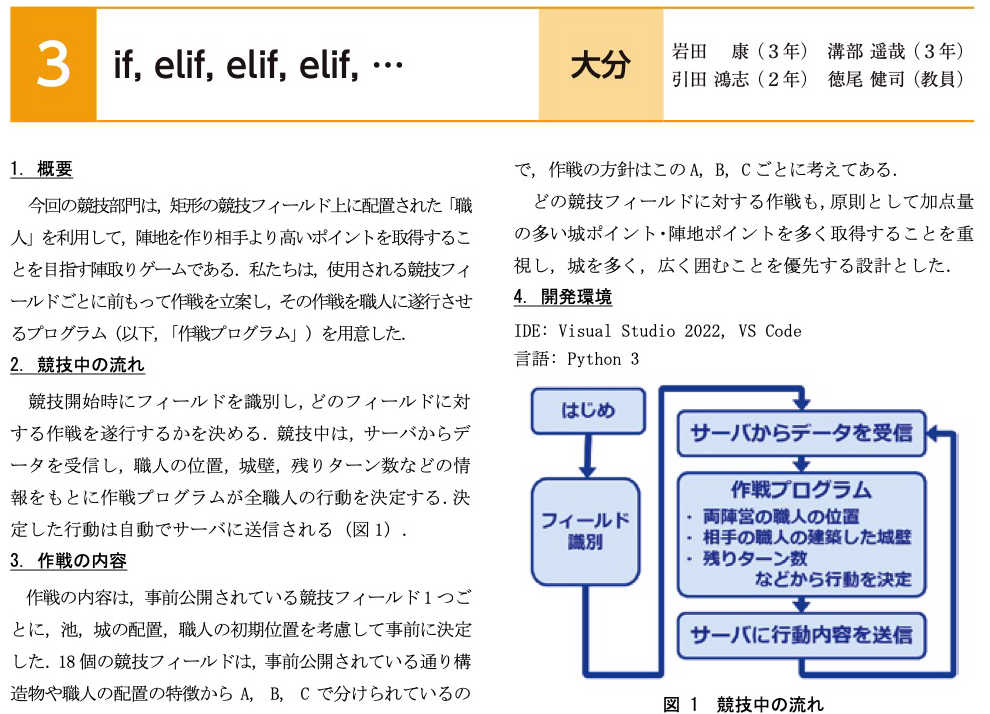 3
if, elif, elif, elif, …
大分
岩田　康（３年）　溝部 遥哉（３年）
引田 鴻志（２年）　徳尾 健司（教員）
1. 概要
今回の競技部門は，矩形の競技フィールド上に配置された「職
人」を利用して，陣地を作り相手より高いポイントを取得するこ
とを目指す陣取りゲームである．私たちは，使用される競技フィ
ールドごとに前もって作戦を立案し，その作戦を職人に遂行させ
るプログラム（以下，「作戦プログラム」）を用意した．
2. 競技中の流れ
競技開始時にフィールドを識別し，どのフィールドに対
する作戦を遂行するかを決める．競技中は，サーバからデ
ータを受信し，職人の位置，城壁，残りターン数などの情
報をもとに作戦プログラムが全職人の行動を決定する．決
定した行動は自動でサーバに送信される（図 1）．
3. 作戦の内容
作戦の内容は，事前公開されている競技フィールド 1 つご
とに，池，城の配置，職人の初期位置を考慮して事前に決定
した．18 個の競技フィールドは，事前公開されている通り構
造物や職人の配置の特徴から A, B, C で分けられているの
で，作戦の方針はこの A, B, C ごとに考えてある．
どの競技フィールドに対する作戦も，原則として加点量
の多い城ポイント・陣地ポイントを多く取得することを重
視し，城を多く，広く囲むことを優先する設計とした．
4. 開発環境
IDE: Visual Studio 2022, VS Code
言語: Python 3
はじめ
フィールド
識別
サーバからデータを受信
作戦プログラム
・ 両陣営の職人の位置
・ 相手の職人の建築した城壁
・ 残りターン数
などから行動を決定
サーバに行動内容を送信
図 1　競技中の流れ